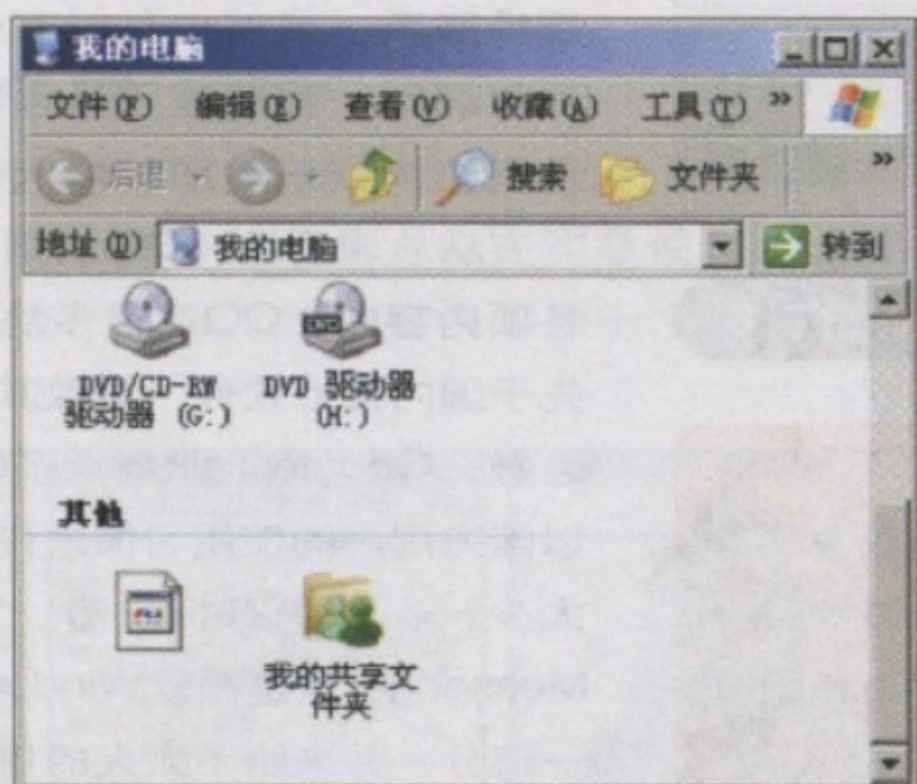 我的电脑
文件(F) 编辑(E) 查看(V) 收藏(A) 工具(T) »
后退 搜索 文件夹 »
地址(D) 我的电脑 转到
DVD/CD-RW 驱动器 (G:)
DVD 驱动器 (H:)
其他
我的共享文件夹